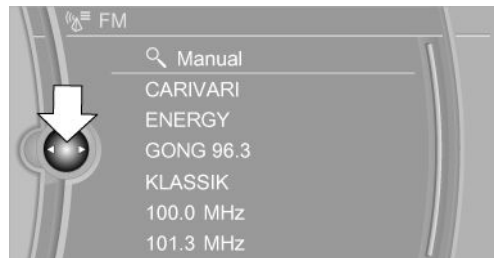 FM
Manual
CARIVARI
ENERGY
GONG 96.3
KLASSIK
100.0 MHz
101.3 MHz